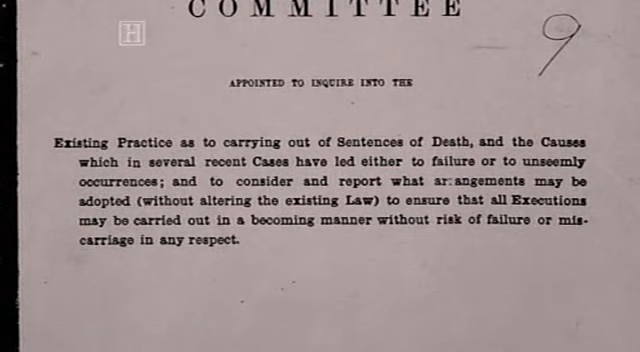 COMMITTEE
H
9
APPOINTED TO INQUIRE INTO THE
Existing Practice as to carrying out of Sentences of Death, and the Causes
which in several recent Cases have led either to failure or to unseemly
occurrences; and to consider and report what arrangements may be
adopted (without altering the existing Law) to ensure that all Executions
may be carried out in a becoming manner without risk of failure or mis-
carriage in any respect.